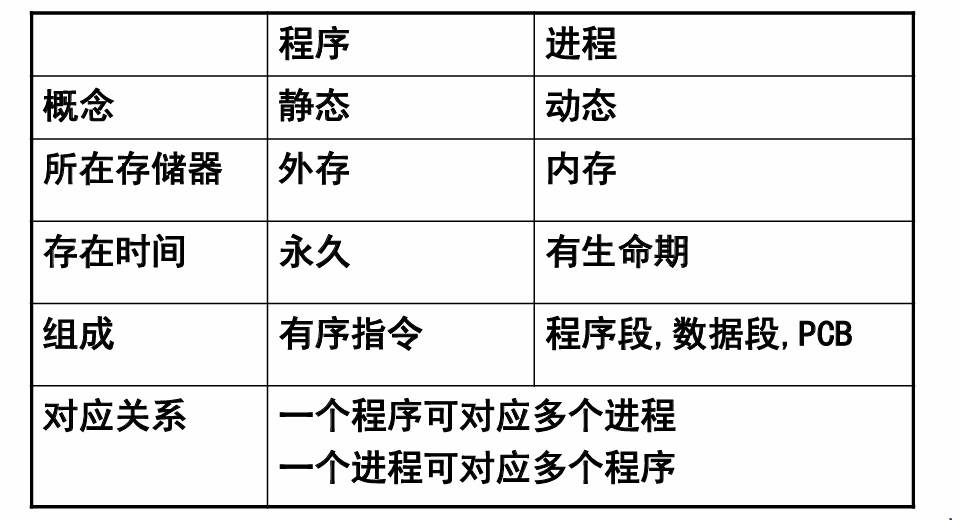 程序 进程
概念 静态 动态
所在存储器 外存 内存
存在时间 永久 有生命期
组成 有序指令 程序段,数据段,PCB
对应关系 一个程序可对应多个进程
一个进程可对应多个程序